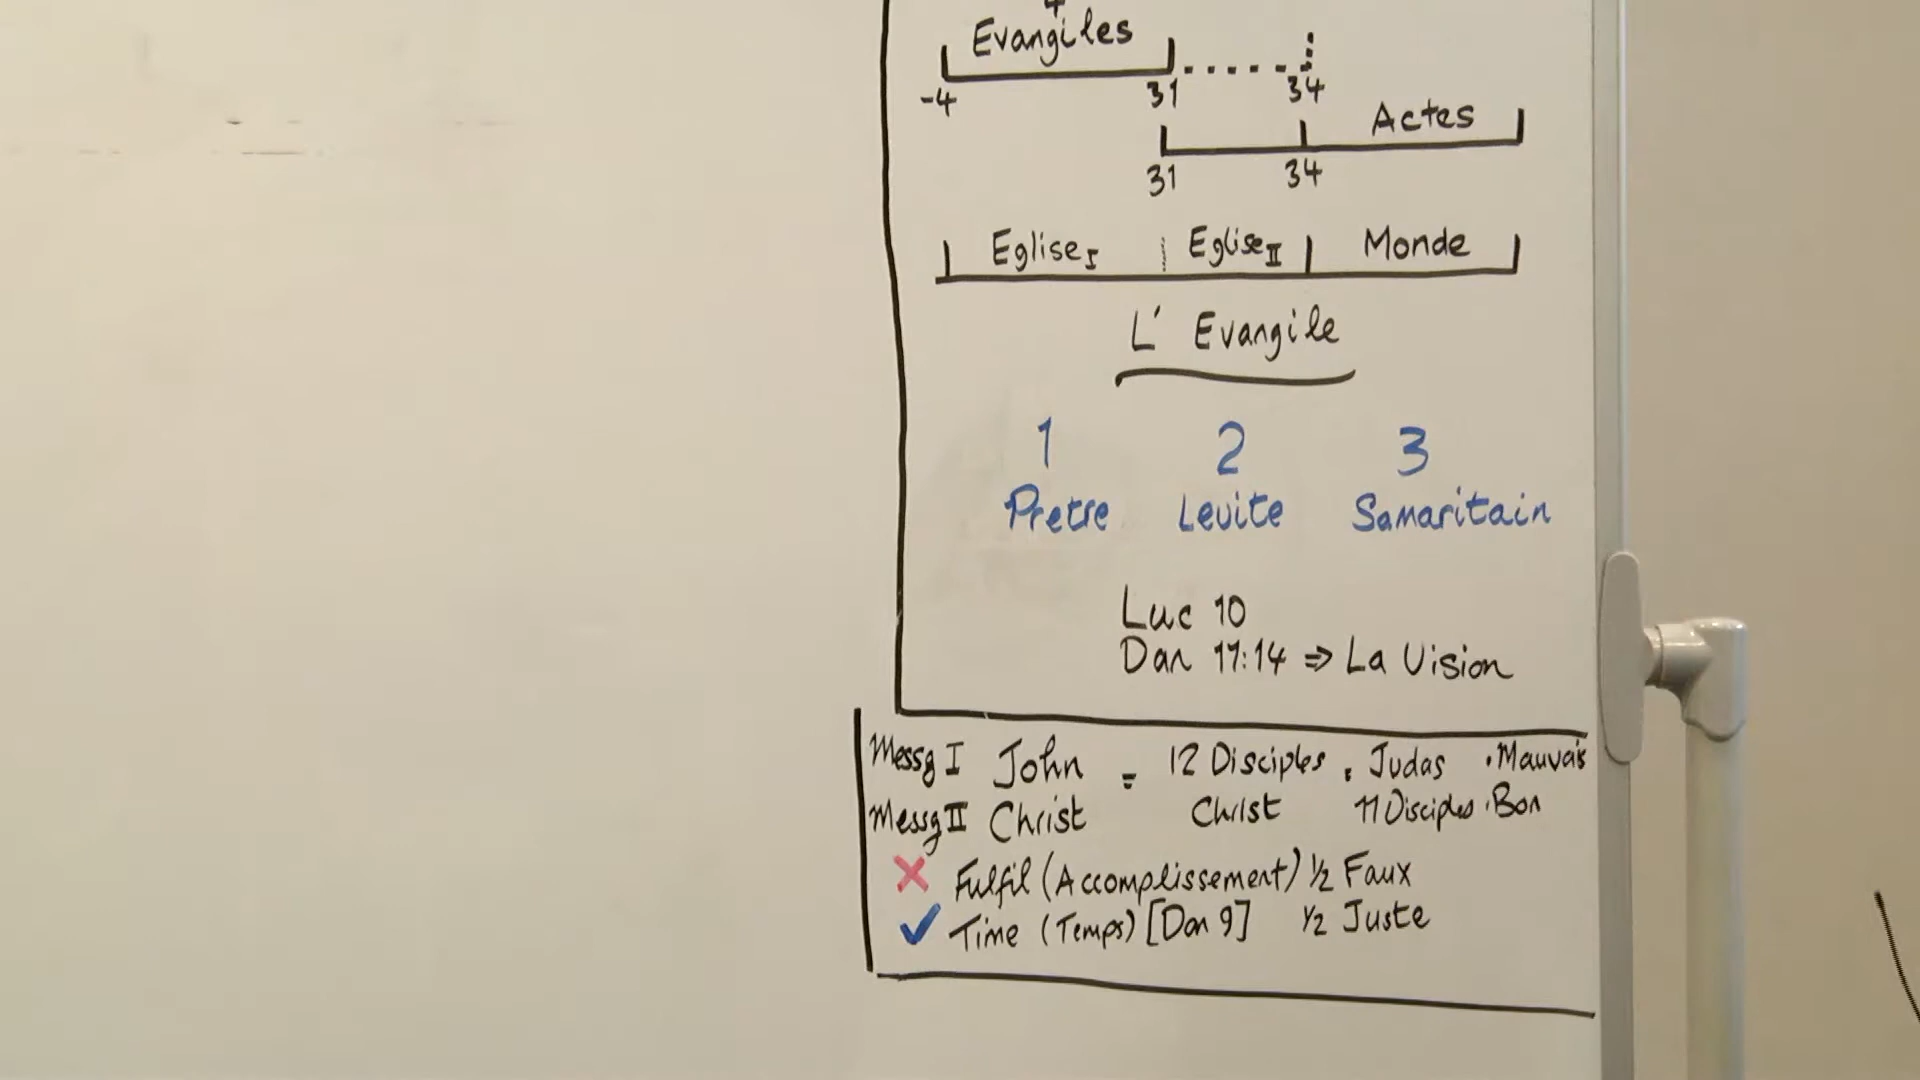 Evangiles
-4 31 34
Actes
31 34
Eglise I Eglise II Monde
L' Evangile
1 2 3
Pretre Levite Samaritain
Luc 10
Dan 11:14 ⇒ La Vision
Messg I John = 12 Disciples . Judas . Mauvais
Messg II Christ Christ 11 Disciples . Bon
✗ Fulfil (Accomplissement) ½ Faux
✓ Time (Temps) [Dan 9] ½ Juste